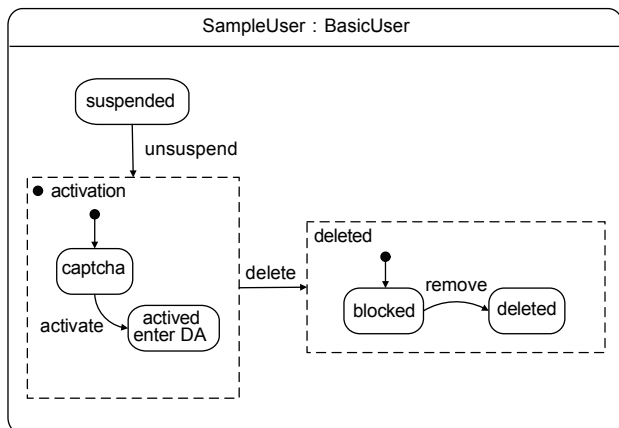 SampleUser : BasicUser
suspended
unsuspend
activation
captcha
activate
actived
enter DA
delete
deleted
blocked
remove
deleted